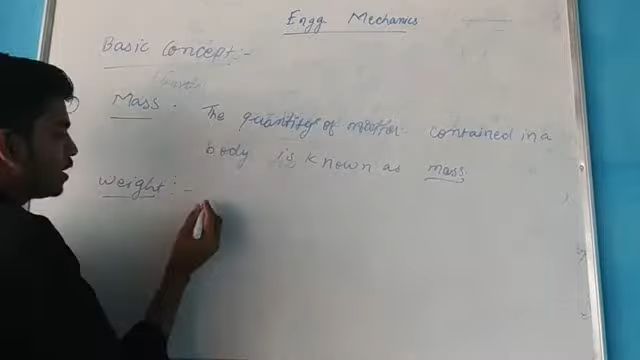 Engg Mechanics
Basic Concept:-
Mass. The quantity of matter contained in a
body is known as mass.
Weight:-